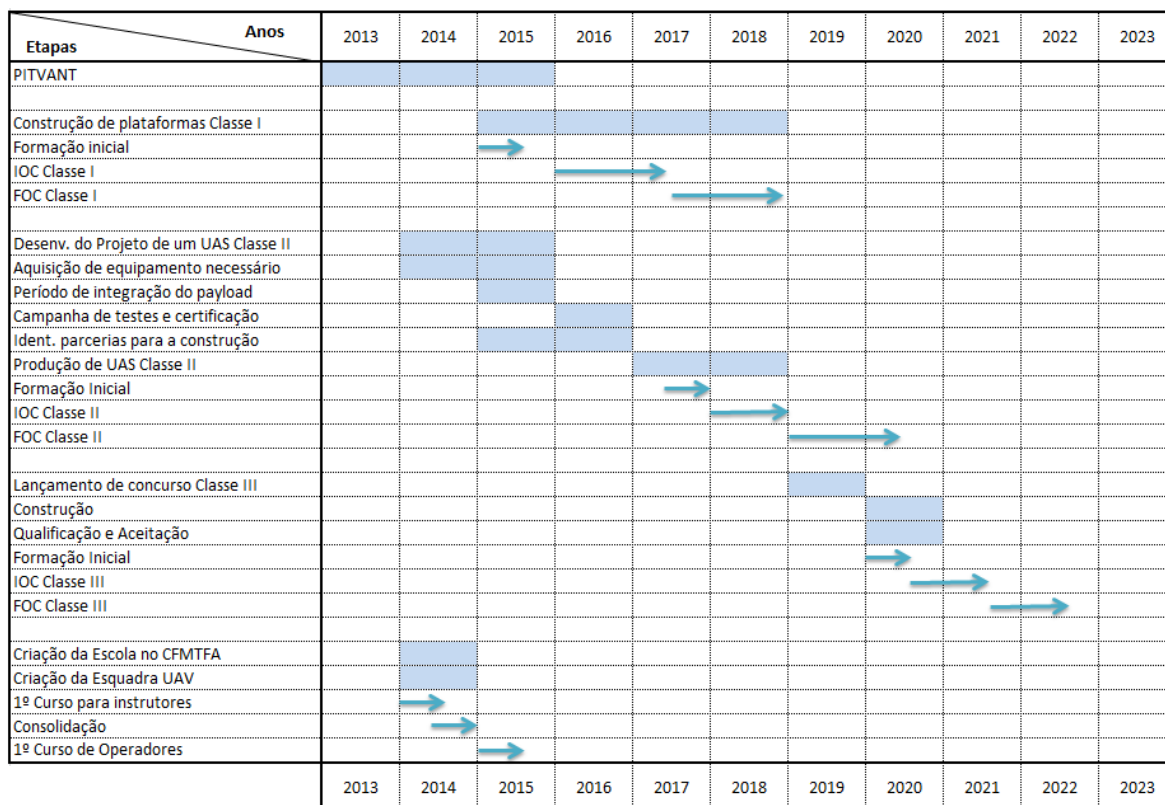 Anos
Etapas
2013 2014 2015 2016 2017 2018 2019 2020 2021 2022 2023
PITVANT
Construção de plataformas Classe I
Formação inicial
IOC Classe I
FOC Classe I
Desenv. do Projeto de um UAS Classe II
Aquisição de equipamento necessário
Período de integração do payload
Campanha de testes e certificação
Ident. parcerias para a construção
Produção de UAS Classe II
Formação Inicial
IOC Classe II
FOC Classe II
Lançamento de concurso Classe III
Construção
Qualificação e Aceitação
Formação Inicial
IOC Classe III
FOC Classe III
Criação da Escola no CFMTFA
Criação da Esquadra UAV
1º Curso para instrutores
Consolidação
1º Curso de Operadores
2013 2014 2015 2016 2017 2018 2019 2020 2021 2022 2023